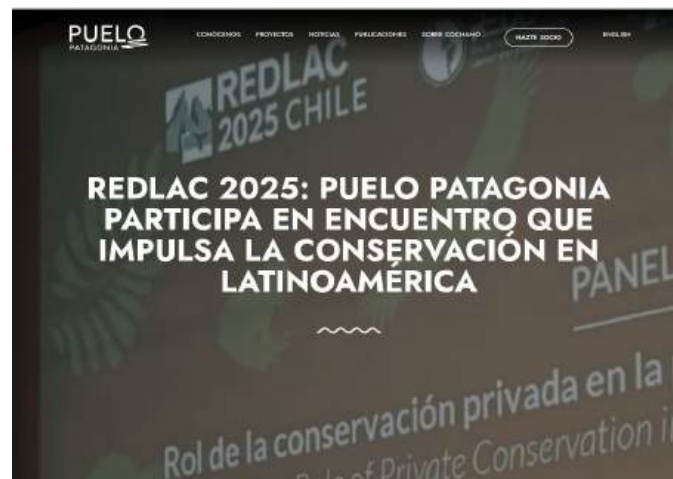 PUELO
PATAGONIA
CONÓCENOS PROYECTOS NOTICIAS PUBLICACIONES SOBRE COCHAMÓ HAZTE SOCIO ENGLISH
REDLAC
2025 CHILE
REDLAC 2025: PUELO PATAGONIA
PARTICIPA EN ENCUENTRO QUE
IMPULSA LA CONSERVACIÓN EN
LATINOAMÉRICA
PANEL
Rol de la conservación privada en la
Role of Private Conservation i